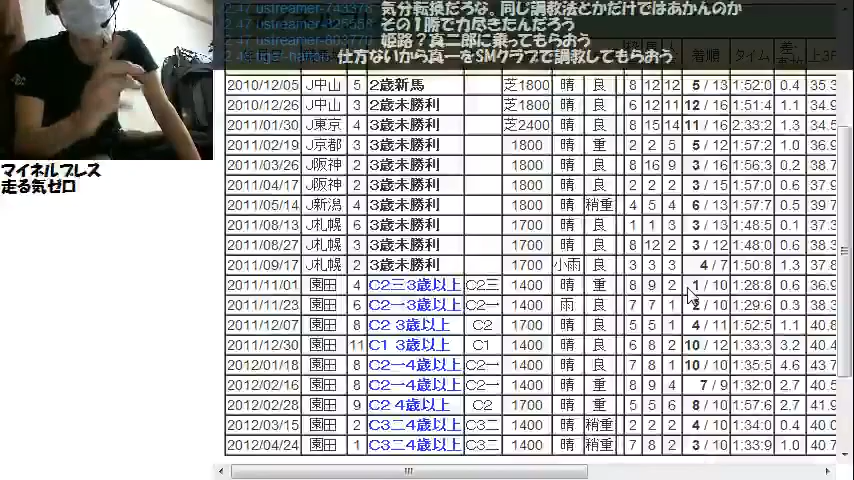 2 47 ustreamer-743378 気分転換だろな。同じ調教法とかだけではあかんのか
2 47 ustreamer-325558 その１勝で力尽きたんだろう
2 47 ustreamer-803770 姫路？真二郎に乗ってもらおう
仕方ないから真一をSMクラブで調教してもらおう
着順 タイム 差 上3F
2010/12/05 J中山 5 2歳新馬 芝1800 晴 良 8 12 12 5 / 13 1:52:0 0.4 35.3
2010/12/26 J中山 3 2歳未勝利 芝1800 晴 良 6 12 11 12 / 16 1:51:4 1.1 34.9
2011/01/30 J東京 4 3歳未勝利 芝2400 晴 良 8 15 14 11 / 16 2:33:2 1.3 34.5
2011/02/19 J京都 3 3歳未勝利 1800 晴 重 2 2 5 5 / 12 1:57:2 1.0 36.9
2011/03/26 J阪神 2 3歳未勝利 1800 晴 良 8 16 9 3 / 16 1:56:3 0.2 38.7
2011/04/17 J阪神 2 3歳未勝利 1800 晴 良 2 2 2 3 / 15 1:57:0 0.6 37.9
2011/05/14 J新潟 4 3歳未勝利 1800 晴 稍重 4 5 4 6 / 13 1:57:7 0.5 39.7
2011/08/13 J札幌 6 3歳未勝利 1700 晴 良 1 1 3 3 / 13 1:48:5 0.1 37.3
2011/08/27 J札幌 3 3歳未勝利 1700 晴 良 8 12 2 3 / 12 1:48:0 0.6 38.3
2011/09/17 J札幌 2 3歳未勝利 1700 小雨 良 3 3 3 4 / 7 1:50:8 1.3 37.8
2011/11/01 園田 4 C2三3歳以上 C2三 1400 晴 重 8 9 2 1 / 10 1:28:8 0.6 36.9
2011/11/23 園田 6 C2一3歳以上 C2一 1400 雨 良 7 7 1 2 / 10 1:29:6 0.3 38.3
2011/12/07 園田 8 C2 3歳以上 C2 1700 晴 良 5 5 1 4 / 11 1:52:5 1.1 40.8
2011/12/30 園田 11 C1 3歳以上 C1 1400 晴 良 6 8 2 10 / 12 1:33:3 3.2 40.4
2012/01/18 園田 8 C2一4歳以上 C2一 1400 晴 良 7 8 1 10 / 10 1:35:5 4.6 43.7
2012/02/16 園田 8 C2一4歳以上 C2一 1400 晴 重 8 9 4 7 / 9 1:32:0 2.7 40.5
2012/02/28 園田 9 C2 4歳以上 C2 1700 晴 重 5 5 6 8 / 10 1:57:6 2.7 41.9
2012/03/15 園田 2 C3二4歳以上 C3二 1400 晴 稍重 2 2 2 4 / 10 1:34:0 0.4 40.0
2012/04/24 園田 1 C3三4歳以上 C3三 1400 晴 稍重 7 8 2 3 / 10 1:33:9 1.0 40.7
マイネルブレス
走る気ゼロ